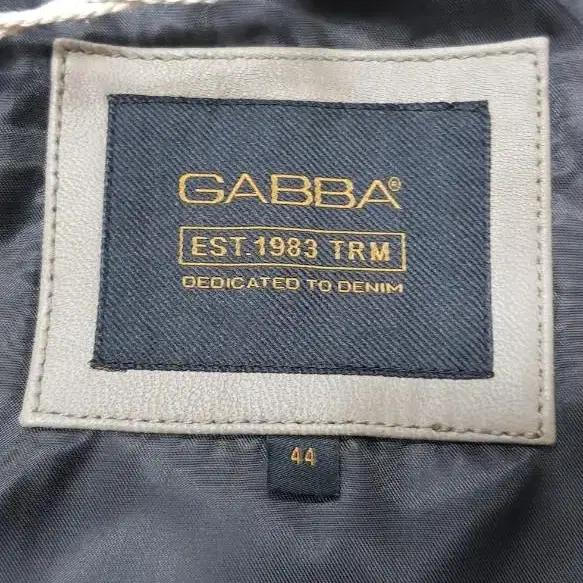 GABBA®
EST. 1983 TRM
DEDICATED TO DENIM
44